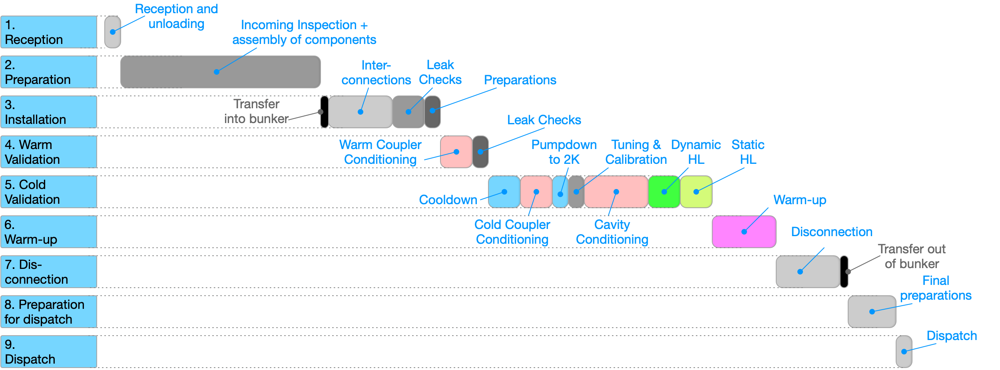 Reception and
unloading
1.
Reception
Incoming Inspection +
assembly of components
2.
Preparation
Inter-
connections
Leak
Checks
Preparations
3.
Installation
Transfer
into bunker
Leak Checks
4. Warm
Validation
Warm Coupler
Conditioning
Pumpdown
to 2K
Tuning &
Calibration
Dynamic
HL
Static
HL
5. Cold
Validation
Cooldown
Warm-up
6.
Warm-up
Cold Coupler
Conditioning
Cavity
Conditioning
Disconnection
7. Dis-
connection
Transfer out
of bunker
Final
preparations
8. Preparation
for dispatch
9.
Dispatch
Dispatch